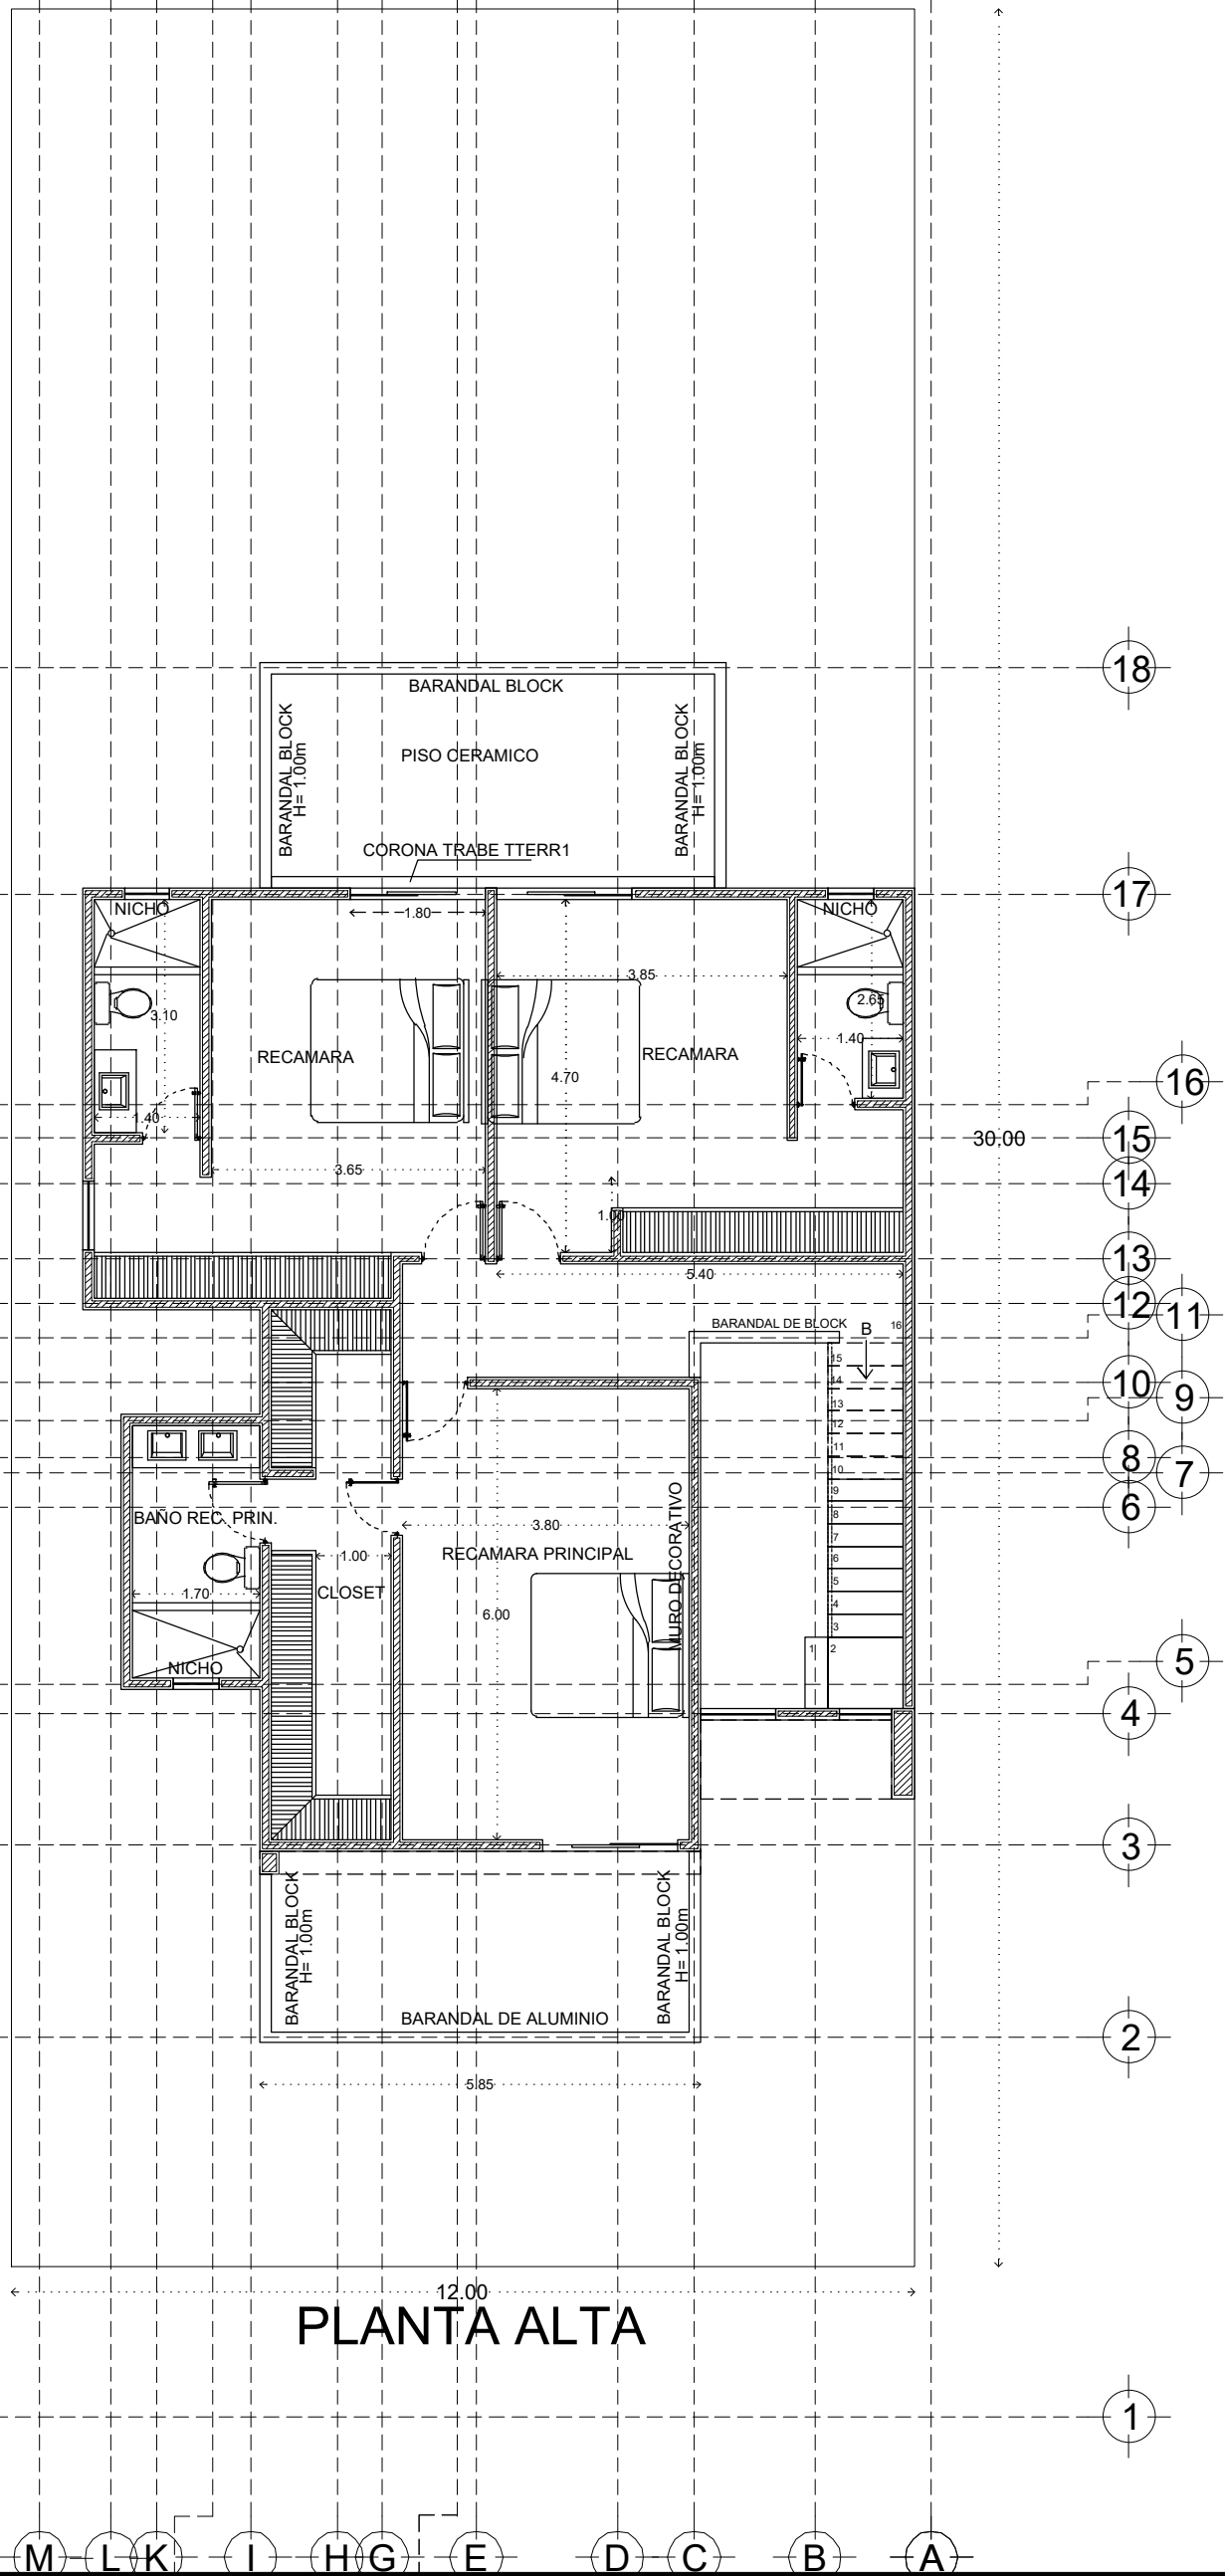 18
BARANDAL BLOCK
BARANDAL BLOCK
H= 1.00m
PISO CERAMICO
BARANDAL BLOCK
H= 1.00m
CORONA TRABE TTERR1
17
NICHO
NICHO
1.80
3.85
2.65
3.10
1.40
RECAMARA
RECAMARA
4.70
16
1.40
30.00
15
3.65
14
1.00
13
5.40
12
11
BARANDAL DE BLOCK
B
16
15
14
13
12
11
10
9
8
7
6
5
4
3
2
1
10
9
8
7
6
BAÑO REC. PRIN.
3.80
MURO DECORATIVO
RECAMARA PRINCIPAL
1.00
CLOSET
1.70
6.00
NICHO
5
4
3
BARANDAL BLOCK
H= 1.00m
BARANDAL BLOCK
H= 1.00m
BARANDAL DE ALUMINIO
2
5.85
12.00
PLANTA ALTA
1
M L K I H G E D C B A